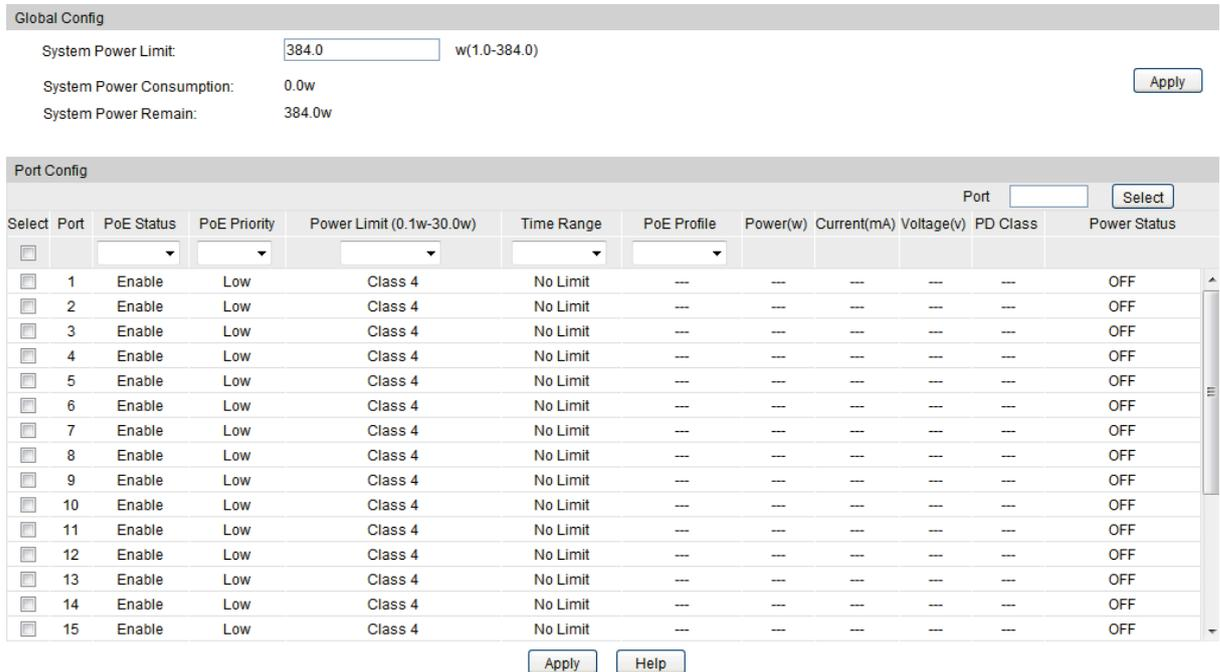 Global Config
System Power Limit: 384.0 w(1.0-384.0)
System Power Consumption: 0.0w
Apply
System Power Remain: 384.0w
Port Config
Port Select
Select Port PoE Status PoE Priority Power Limit (0.1w-30.0w) Time Range PoE Profile Power(w) Current(mA) Voltage(v) PD Class Power Status
1 Enable Low Class 4 No Limit --- --- --- --- --- OFF
2 Enable Low Class 4 No Limit --- --- --- --- --- OFF
3 Enable Low Class 4 No Limit --- --- --- --- --- OFF
4 Enable Low Class 4 No Limit --- --- --- --- --- OFF
5 Enable Low Class 4 No Limit --- --- --- --- --- OFF
6 Enable Low Class 4 No Limit --- --- --- --- --- OFF
7 Enable Low Class 4 No Limit --- --- --- --- --- OFF
8 Enable Low Class 4 No Limit --- --- --- --- --- OFF
9 Enable Low Class 4 No Limit --- --- --- --- --- OFF
10 Enable Low Class 4 No Limit --- --- --- --- --- OFF
11 Enable Low Class 4 No Limit --- --- --- --- --- OFF
12 Enable Low Class 4 No Limit --- --- --- --- --- OFF
13 Enable Low Class 4 No Limit --- --- --- --- --- OFF
14 Enable Low Class 4 No Limit --- --- --- --- --- OFF
15 Enable Low Class 4 No Limit --- --- --- --- --- OFF
Apply Help